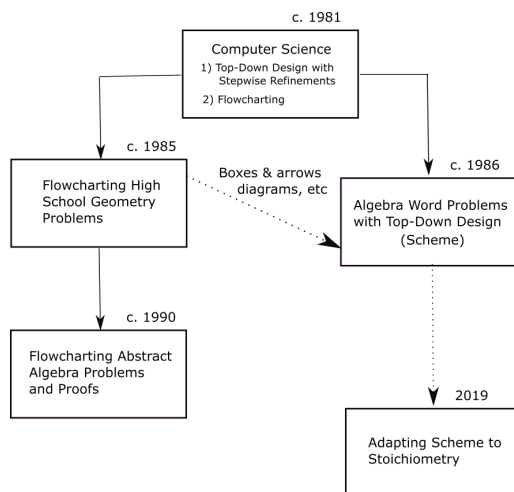 c. 1981
Computer Science
1) Top-Down Design with
Stepwise Refinements
2) Flowcharting
c. 1985
Flowcharting High
School Geometry
Problems
Boxes & arrows
diagrams, etc
c. 1986
Algebra Word Problems
with Top-Down Design
(Scheme)
c. 1990
Flowcharting Abstract
Algebra Problems
and Proofs
2019
Adapting Scheme to
Stoichiometry